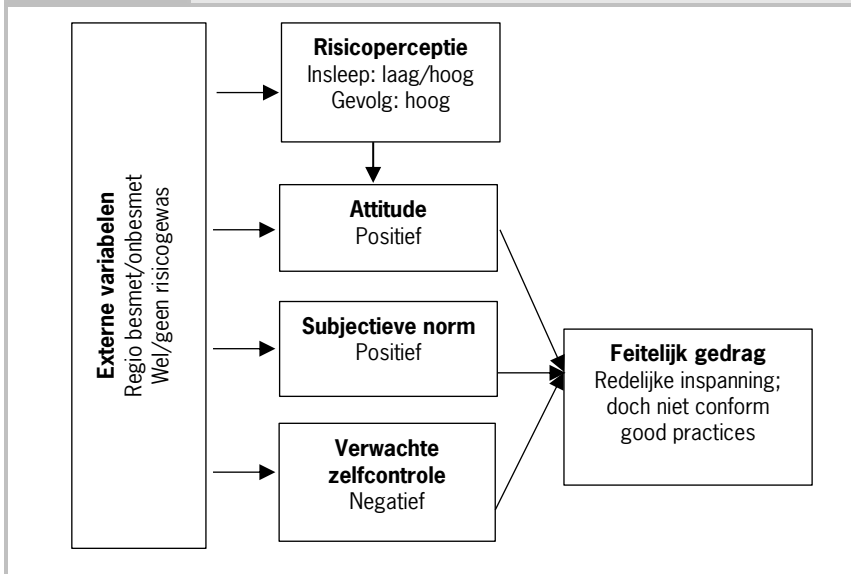 Externe variabelen
Regio besmet/onbesmet
Wel/geen risicogewas
Risicoperceptie
Insleep: laag/hoog
Gevolg: hoog
Attitude
Positief
Subjectieve norm
Positief
Verwachte
zelfcontrole
Negatief
Feitelijk gedrag
Redelijke inspanning;
doch niet conform
good practices